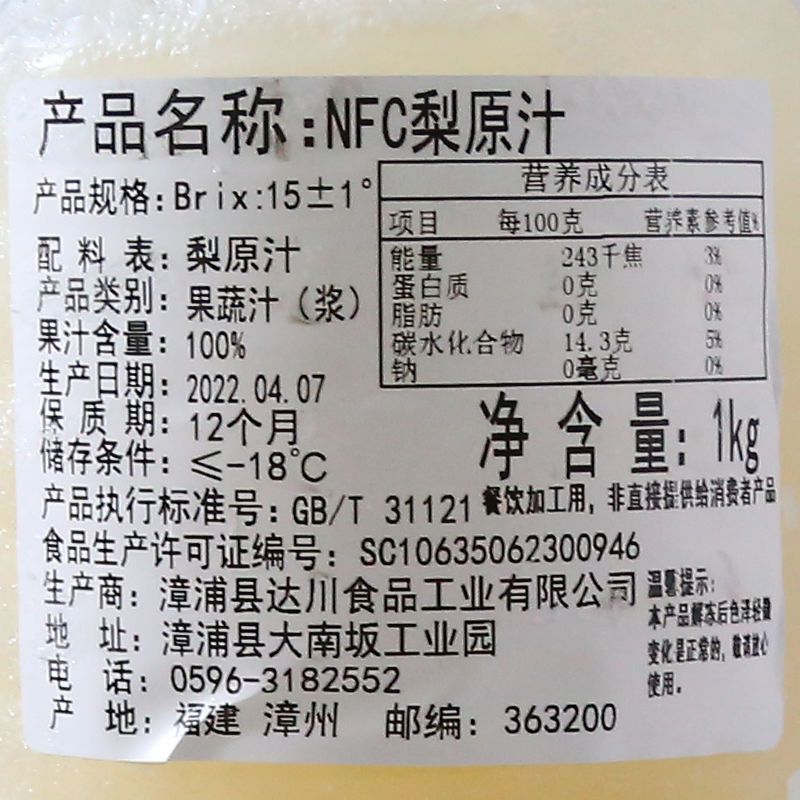 产品名称:NFC梨原汁
产品规格:Brix:15±1°
配 料 表: 梨原汁
产品类别: 果蔬汁（浆）
果汁含量: 100%
生产日期: 2022.04.07
保 质 期: 12个月
储存条件: ≤-18℃
营养成分表
项目 每100克 营养素参考值%
能量 243千焦 3%
蛋白质 0克 0%
脂肪 0克 0%
碳水化合物 14.3克 5%
钠 0毫克 0%
净 含 量: 1kg
产品执行标准号: GB/T 31121
餐饮加工用, 非直接提供给消费者产品
食品生产许可证编号: SC10635062300946
生产商: 漳浦县达川食品工业有限公司
地 址: 漳浦县大南坂工业园
电 话: 0596-3182552
产 地: 福建 漳州 邮编: 363200
温馨提示:
本产品解冻后色泽轻微
变化是正常的, 敬请放心
使用.